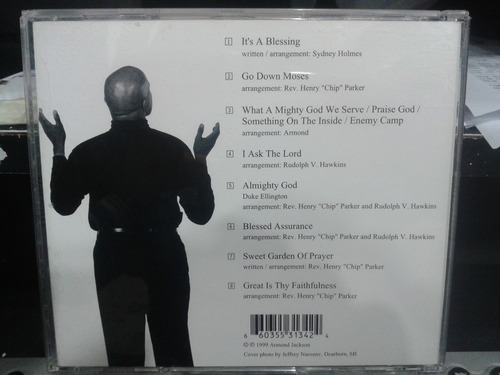 1 It's A Blessing
written / arrangement: Sydney Holmes
2 Go Down Moses
arrangement: Rev. Henry "Chip" Parker
3 What A Mighty God We Serve / Praise God /
Something On The Inside / Enemy Camp
arrangement: Armond
4 I Ask The Lord
arrangement: Rudolph V. Hawkins
5 Almighty God
Duke Ellington
arrangement: Rev. Henry "Chip" Parker and Rudolph V. Hawkins
6 Blessed Assurance
arrangement: Rev. Henry "Chip" Parker and Rudolph V. Hawkins
7 Sweet Garden Of Prayer
written / arrangement: Rev. Henry "Chip" Parker
8 Great Is Thy Faithfulness
arrangement: Rev. Henry "Chip" Parker
6 60355 31342 4
© ℗ 1999 Armond Jackson
Cover photo by Jeffrey Dearborn, MI